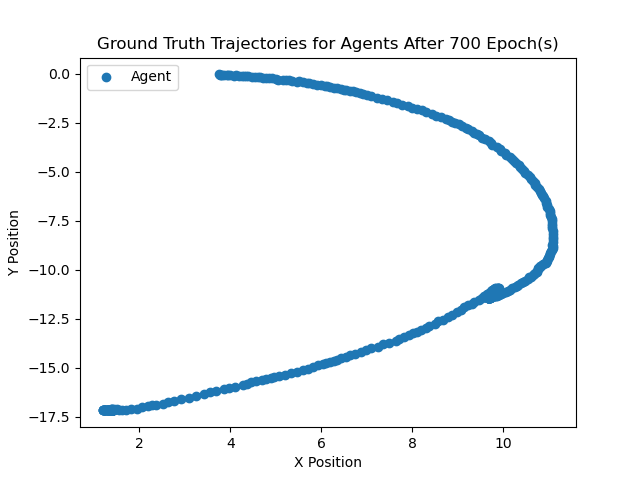 Ground Truth Trajectories for Agents After 700 Epoch(s)
Agent
0.0
−2.5
−5.0
−7.5
−10.0
−12.5
−15.0
−17.5
Y Position
2 4 6 8 10
X Position